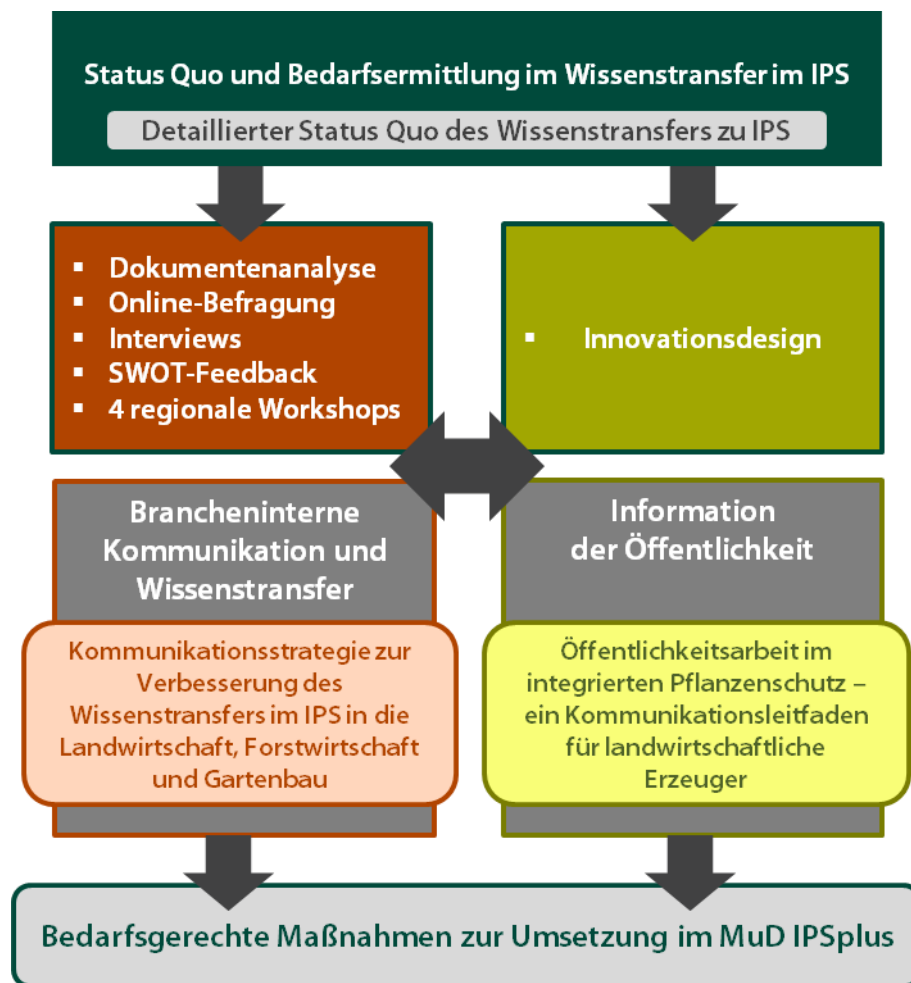 Status Quo und Bedarfsermittlung im Wissenstransfer im IPS
Detaillierter Status Quo des Wissenstransfers zu IPS
▪ Dokumentenanalyse
▪ Online-Befragung
▪ Interviews
▪ SWOT-Feedback
▪ 4 regionale Workshops
▪ Innovationsdesign
Brancheninterne
Kommunikation und
Wissenstransfer
Kommunikationsstrategie zur
Verbesserung des
Wissenstransfers im IPS in die
Landwirtschaft, Forstwirtschaft
und Gartenbau
Information
der Öffentlichkeit
Öffentlichkeitsarbeit im
integrierten Pflanzenschutz –
ein Kommunikationsleitfaden
für landwirtschaftliche
Erzeuger
Bedarfsgerechte Maßnahmen zur Umsetzung im MuD IPSplus